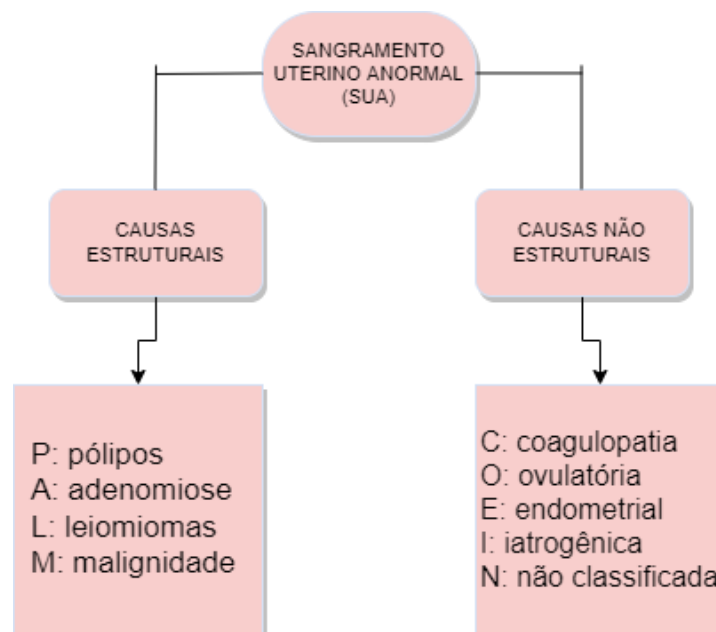 SANGRAMENTO
UTERINO ANORMAL
(SUA)
CAUSAS
ESTRUTURAIS
CAUSAS NÃO
ESTRUTURAIS
P: pólipos
A: adenomiose
L: leiomiomas
M: malignidade
C: coagulopatia
O: ovulatória
E: endometrial
I: iatrogênica
N: não classificada